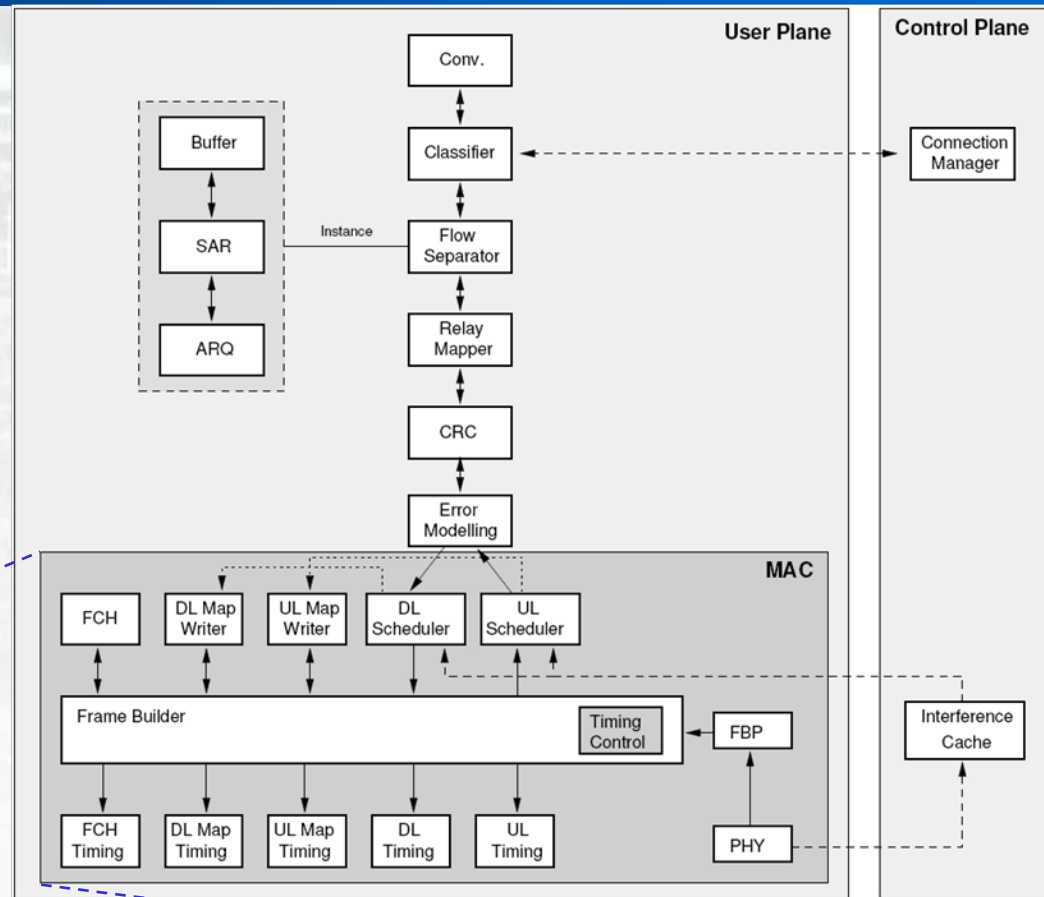 User Plane
Control Plane
Conv.
Buffer
Classifier
Connection
Manager
SAR
Instance
Flow
Separator
ARQ
Relay
Mapper
CRC
Error
Modelling
MAC
FCH
DL Map
Writer
UL Map
Writer
DL
Scheduler
UL
Scheduler
Frame Builder
Timing
Control
FBP
Interference
Cache
FCH
Timing
DL Map
Timing
UL Map
Timing
DL
Timing
UL
Timing
PHY